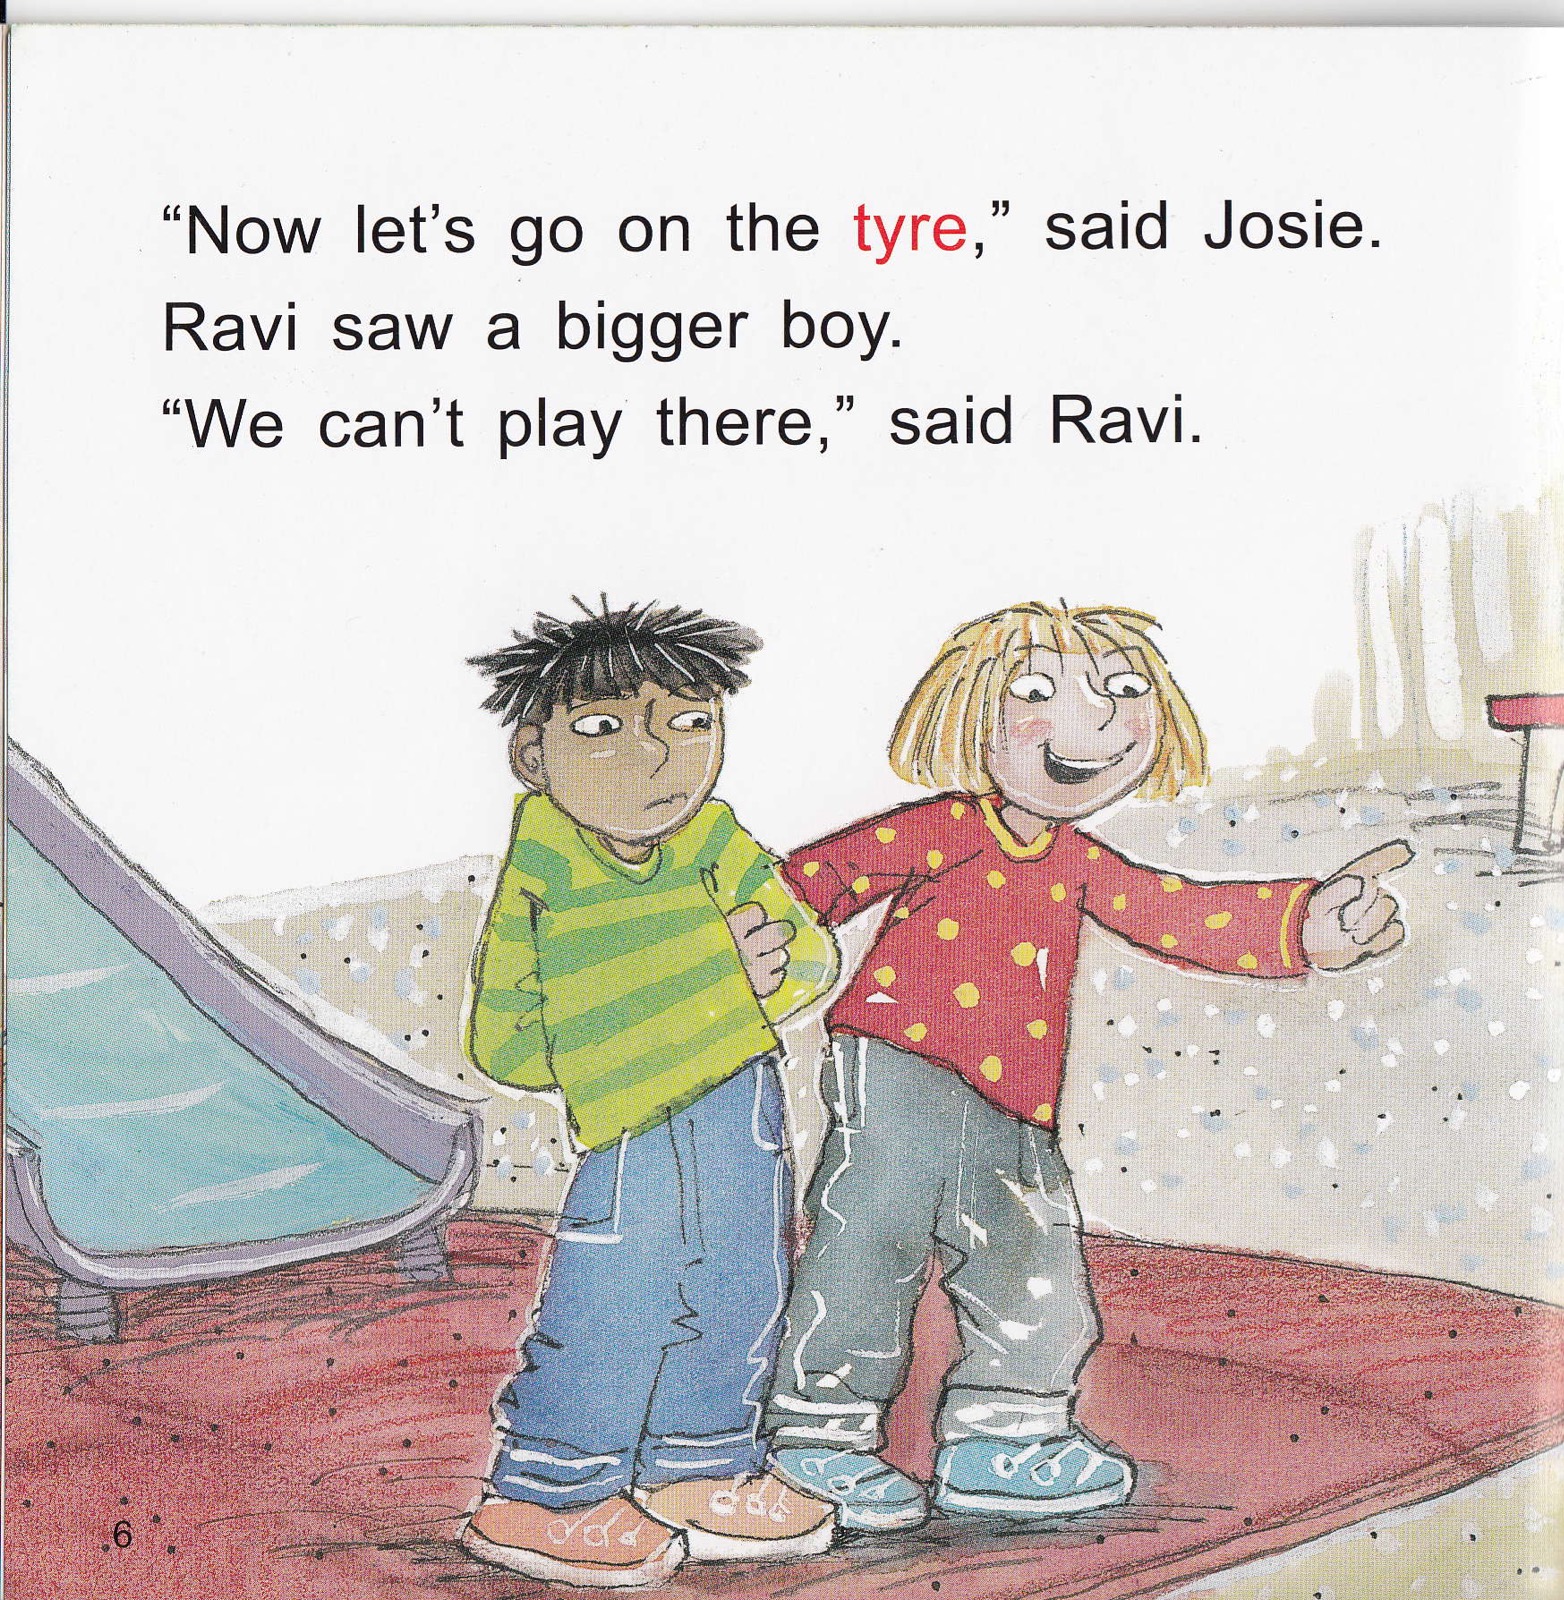 “Now let’s go on the tyre,” said Josie.
Ravi saw a bigger boy.
“We can’t play there,” said Ravi.
6